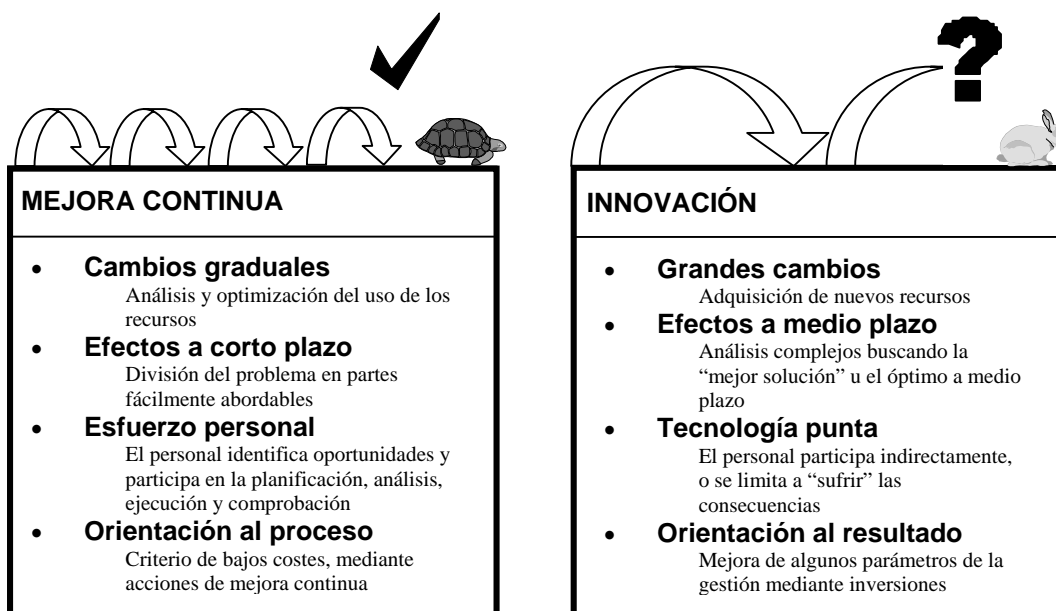 MEJORA CONTINUA
• Cambios graduales
Análisis y optimización del uso de los
recursos
• Efectos a corto plazo
División del problema en partes
fácilmente abordables
• Esfuerzo personal
El personal identifica oportunidades y
participa en la planificación, análisis,
ejecución y comprobación
• Orientación al proceso
Criterio de bajos costes, mediante
acciones de mejora continua
?
INNOVACIÓN
• Grandes cambios
Adquisición de nuevos recursos
• Efectos a medio plazo
Análisis complejos buscando la
“mejor solución” u el óptimo a medio
plazo
• Tecnología punta
El personal participa indirectamente,
o se limita a “sufrir” las
consecuencias
• Orientación al resultado
Mejora de algunos parámetros de la
gestión mediante inversiones